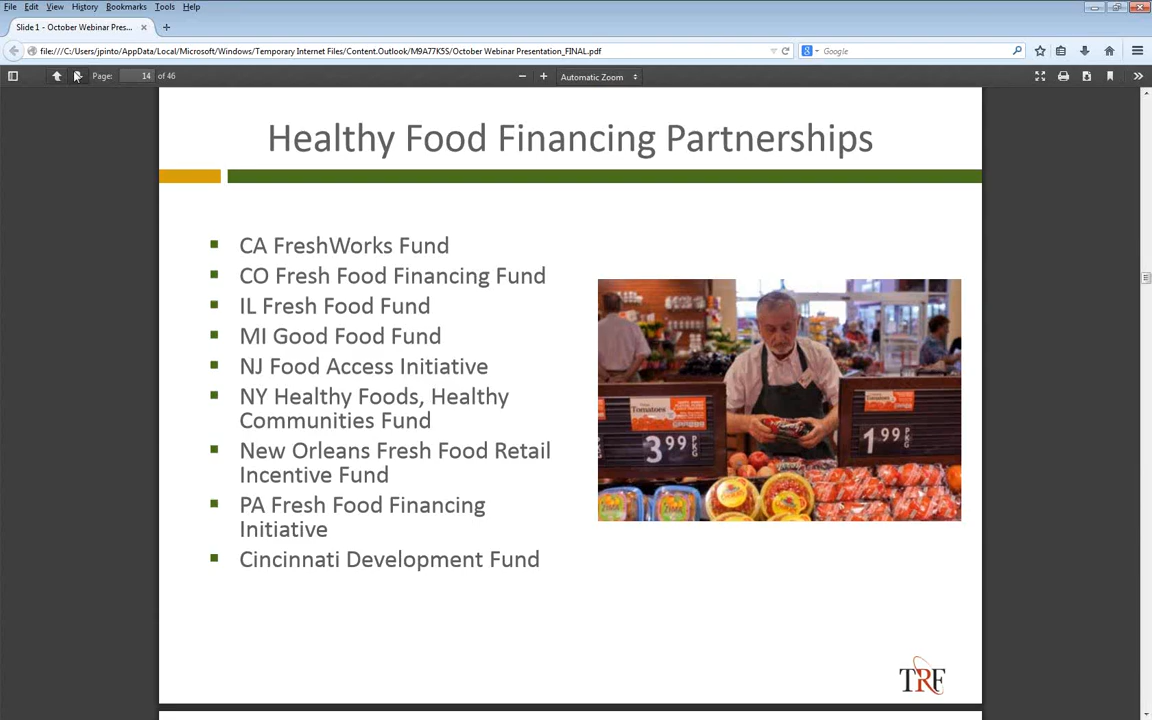 File Edit View History Bookmarks Tools Help
Slide 1 - October Webinar Pres...
file:///C:/Users/jpinto/AppData/Local/Microsoft/Windows/Temporary Internet Files/Content.Outlook/M9A77K5S/October Webinar Presentation_FINAL.pdf
Google
Page: 14 of 46
Automatic Zoom
Healthy Food Financing Partnerships
CA FreshWorks Fund
CO Fresh Food Financing Fund
IL Fresh Food Fund
MI Good Food Fund
NJ Food Access Initiative
NY Healthy Foods, Healthy
Communities Fund
New Orleans Fresh Food Retail
Incentive Fund
PA Fresh Food Financing
Initiative
Cincinnati Development Fund
Tomatoes
3.99 PKG
Tomatoes
1.99 PKG
TRF